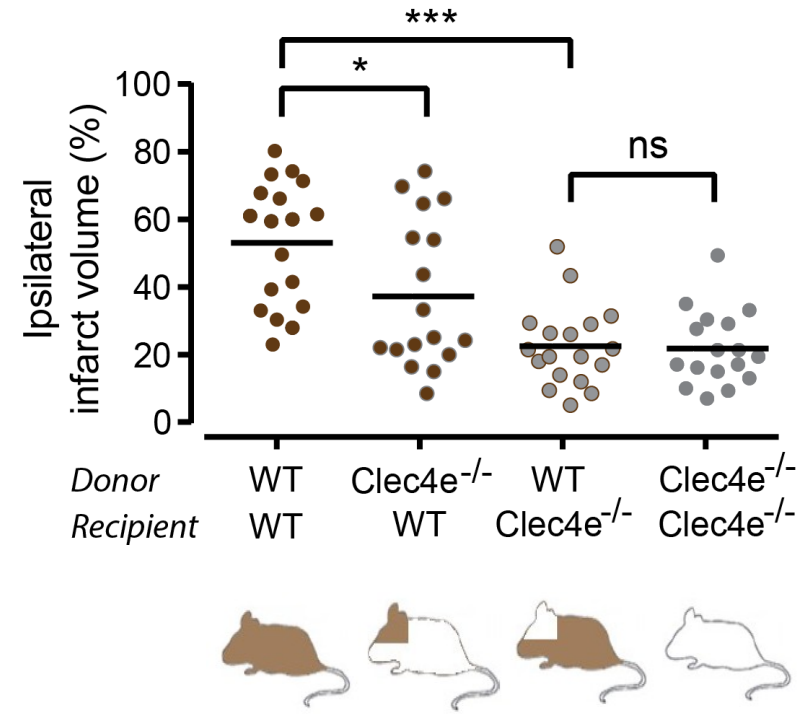 ***
*
ns
Ipsilateral
infarct volume (%)
100
80
60
40
20
0
Donor WT Clec4e-/- WT Clec4e-/-
Recipient WT WT Clec4e-/- Clec4e-/-